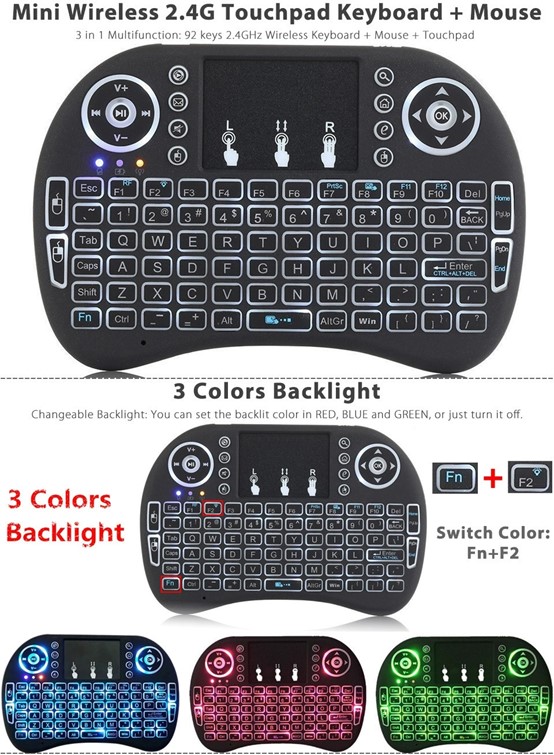 Mini Wireless 2.4G Touchpad Keyboard + Mouse
3 in 1 Multifunction: 92 keys 2.4GHz Wireless Keyboard + Mouse + Touchpad
V+
V−
OK
L R
Esc F1 RF F2 F3 F4 F5 F6 F7 PrtSc F8 F9 F11 F10 F12 Del Home
~ ` 1 ! 2 @ 3 # 4 $ 5 % 6 ^ 7 & 8 * 9 ( 0 ) BACK PgUp
Tab Q W E R T Y U I O P \ PgDn
Caps A S D F G H J K L Enter End
CTRL+ALT+DEL
Shift Z X C V B N M , < . > ; : ' "
Fn Ctrl - _ = + Alt AltGr Win [ { ] } / ?
3 Colors Backlight
Changeable Backlight: You can set the backlit color in RED, BLUE and GREEN, or just turn it off.
3 Colors
Backlight
Fn + F2
Switch Color:
Fn+F2